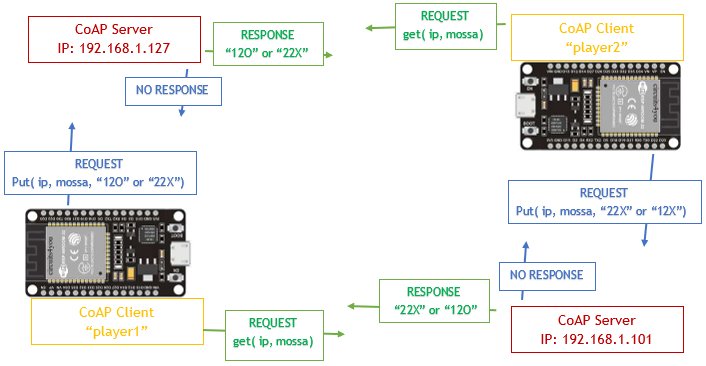 CoAP Server
IP: 192.168.1.127
RESPONSE
“12O” or “22X”
REQUEST
get( ip, mossa)
CoAP Client
“player2”
NO RESPONSE
REQUEST
Put( ip, mossa, “12O” or “22X”)
REQUEST
Put( ip, mossa, “22X” or “12X”)
CoAP Client
“player1”
REQUEST
get( ip, mossa)
RESPONSE
“22X” or “12O”
NO RESPONSE
CoAP Server
IP: 192.168.1.101